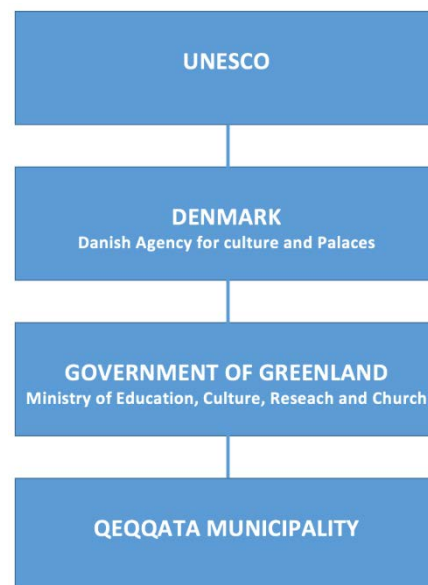 UNESCO
DENMARK
Danish Agency for culture and Palaces
GOVERNMENT OF GREENLAND
Ministry of Education, Culture, Reseach and Church
QEQQATA MUNICIPALITY